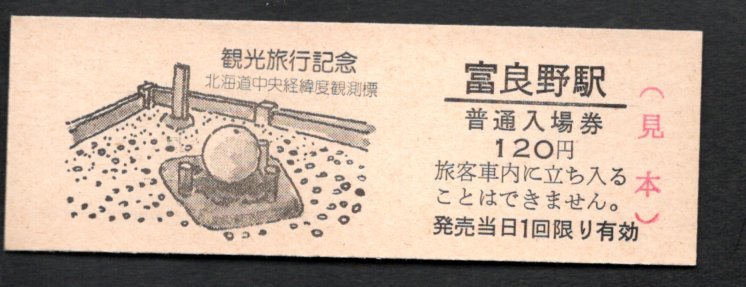 観光旅行記念
北海道中央経緯度観測標
富良野駅
普通入場券
120円
旅客車内に立ち入る
ことはできません。
発売当日1回限り有効
(見本)